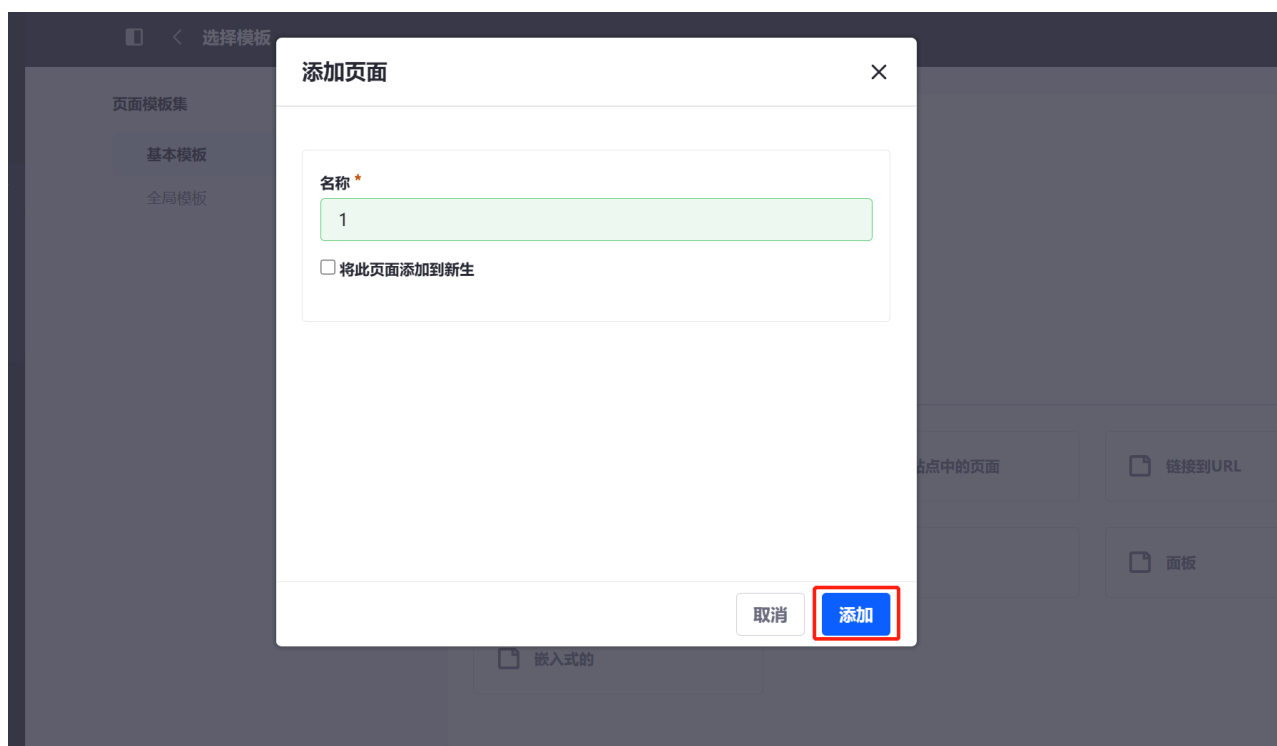 选择模板
添加页面
页面模板集
基本模板
名称 *
全局模板
1
将此页面添加到新生
站点中的页面
链接到URL
面板
取消
添加
嵌入式的